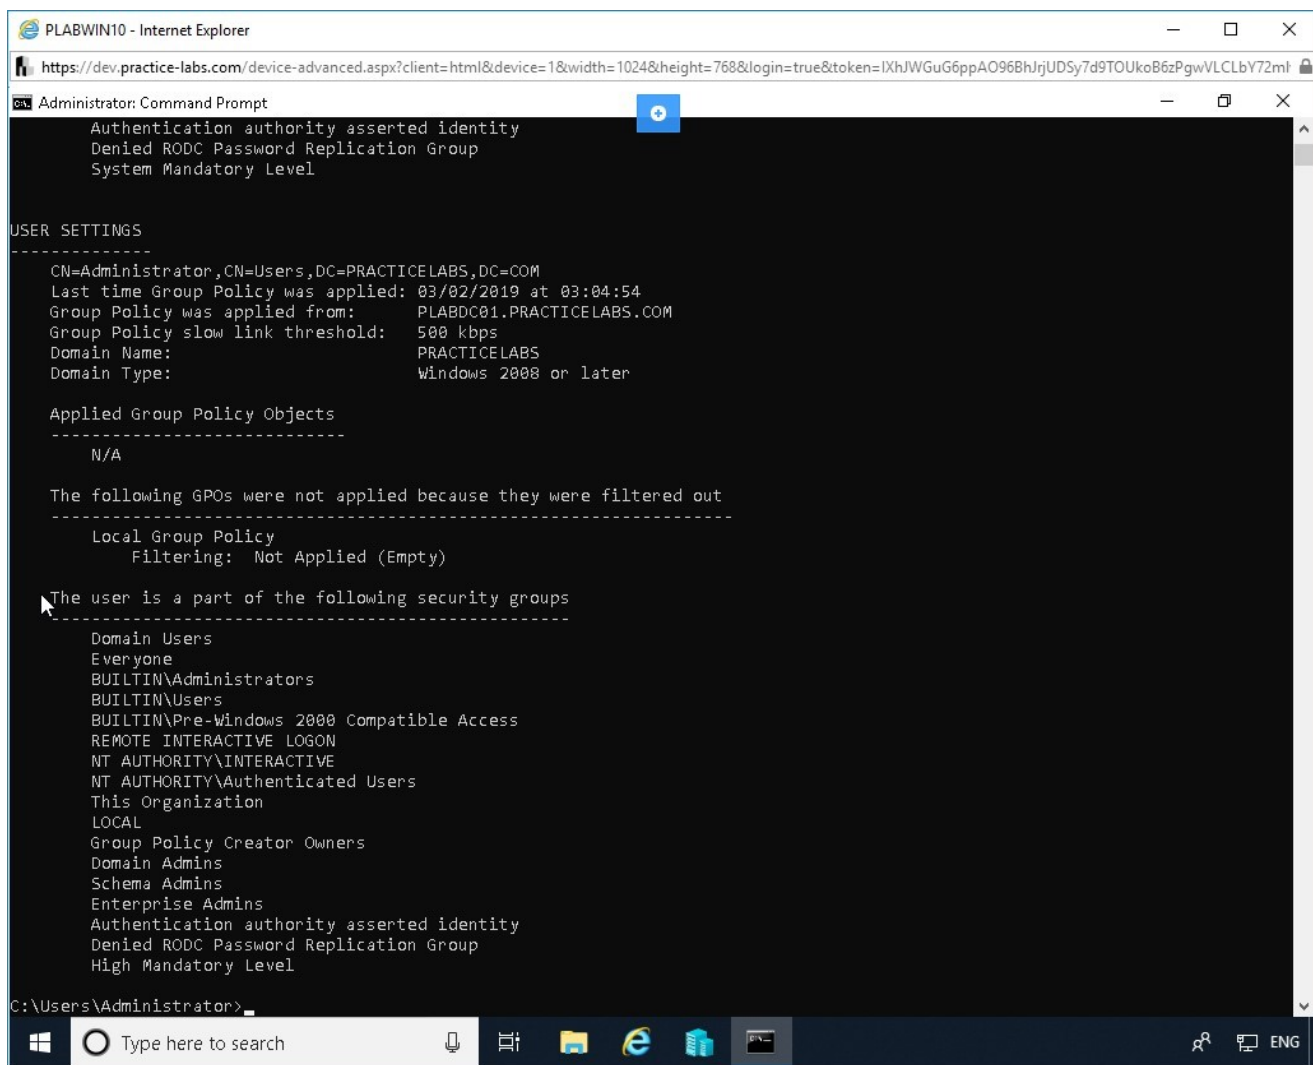 PLABWIN10 - Internet Explorer
https://dev.practice-labs.com/device-advanced.aspx?client=html&device=1&width=1024&height=768&login=true&token=
Administrator: Command Prompt
Authentication authority asserted identity
Denied RODC Password Replication Group
System Mandatory Level
USER SETTINGS
--------------
CN=Administrator,CN=Users,DC=PRACTICELABS,DC=COM
Last time Group Policy was applied: 03/02/2019 at 03:04:54
Group Policy was applied from:      PLABDC01.PRACTICELABS.COM
Group Policy slow link threshold:   500 kbps
Domain Name:                        PRACTICELABS
Domain Type:                        Windows 2008 or later
Applied Group Policy Objects
-----------------------------
N/A
The following GPOs were not applied because they were filtered out
-------------------------------------------------------------------
Local Group Policy
Filtering:  Not Applied (Empty)
The user is a part of the following security groups
---------------------------------------------------
Domain Users
Everyone
BUILTIN\Administrators
BUILTIN\Users
BUILTIN\Pre-Windows 2000 Compatible Access
REMOTE INTERACTIVE LOGON
NT AUTHORITY\INTERACTIVE
NT AUTHORITY\Authenticated Users
This Organization
LOCAL
Group Policy Creator Owners
Domain Admins
Schema Admins
Enterprise Admins
Authentication authority asserted identity
Denied RODC Password Replication Group
High Mandatory Level
C:\Users\Administrator>
Type here to search
ENG